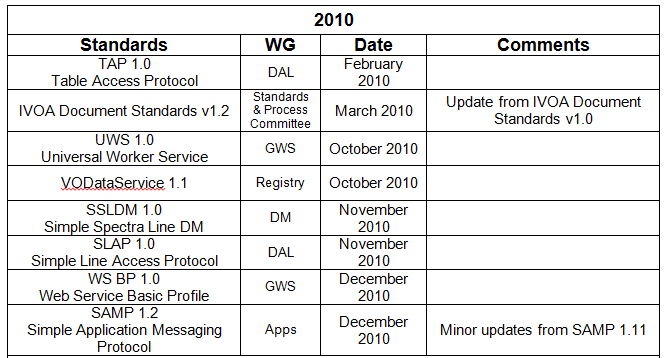 2010
Standards WG Date Comments
TAP 1.0
Table Access Protocol
DAL
February
2010
IVOA Document Standards v1.2
Standards
& Process
Committee
March 2010
Update from IVOA Document
Standards v1.0
UWS 1.0
Universal Worker Service
GWS
October 2010
VODataService 1.1
Registry
October 2010
SSLDM 1.0
Simple Spectra Line DM
DM
November
2010
SLAP 1.0
Simple Line Access Protocol
DAL
November
2010
WS BP 1.0
Web Service Basic Profile
GWS
December
2010
SAMP 1.2
Simple Application Messaging
Protocol
Apps
December
2010
Minor updates from SAMP 1.11